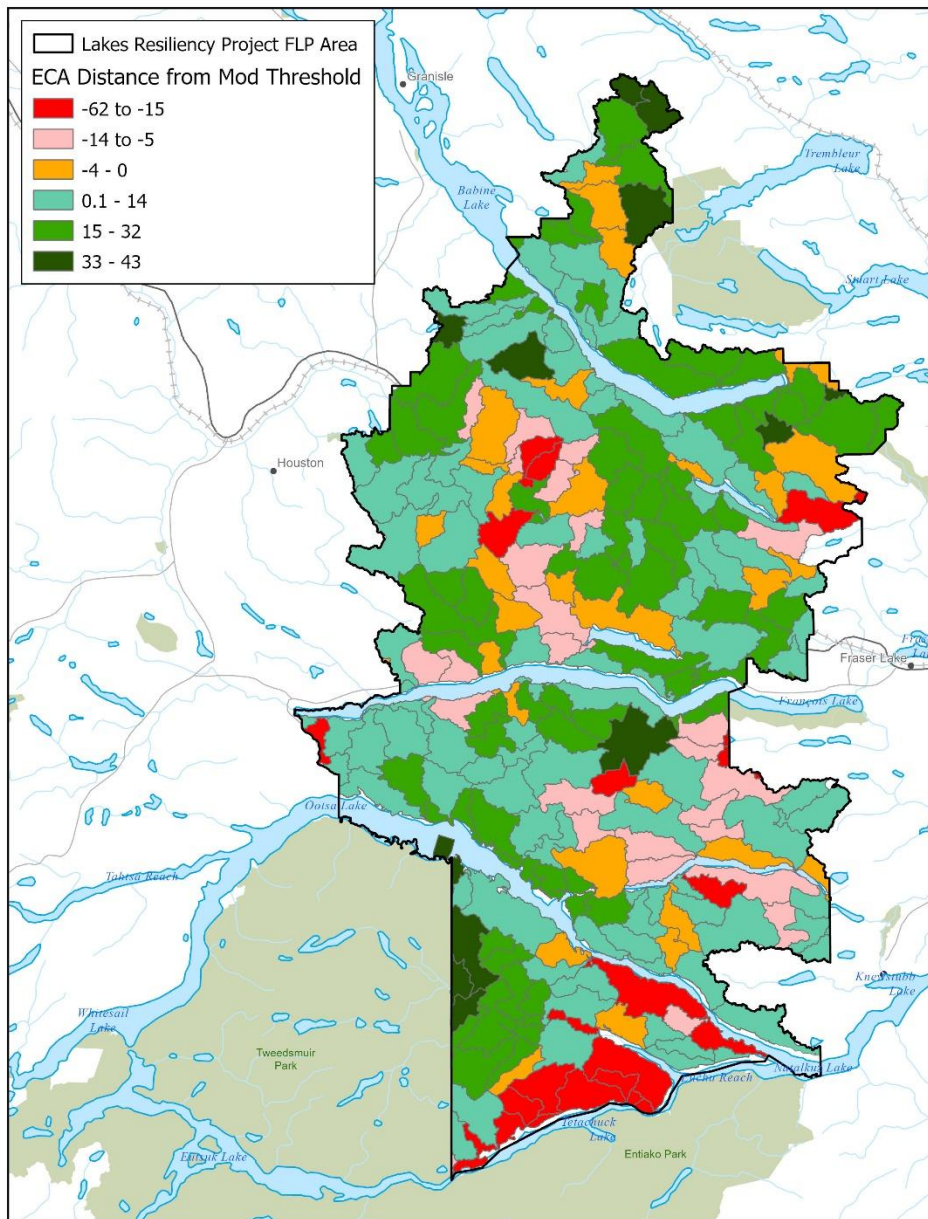 Lakes Resiliency Project FLP Area
ECA Distance from Mod Threshold
-62 to -15
-14 to -5
-4 - 0
0.1 - 14
15 - 32
33 - 43
Granisle
Babine
Lake
Trembleur
Lake
Stuart Lake
Houston
Fraser Lake
François Lake
Ootsa Lake
Tahtsa Reach
Whitesail
Lake
Tweedsmuir
Park
Knewstubb
Lake
Natalkuz Lake
Reach
Tetachuck
Lake
Eutsuk Lake
Entiako Park